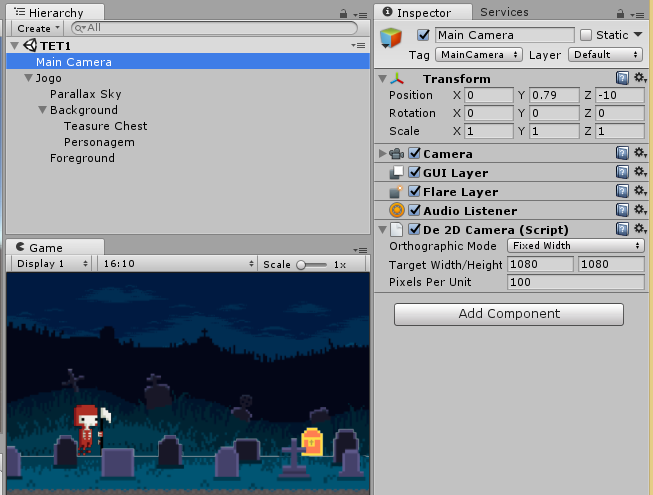 Hierarchy
Create All
TET1
Main Camera
Jogo
Parallax Sky
Background
Teasure Chest
Personagem
Foreground
Game
Display 1 16:10 Scale 1x
Inspector Services
Main Camera Static
Tag MainCamera Layer Default
Transform
Position X 0 Y 0.79 Z -10
Rotation X 0 Y 0 Z 0
Scale X 1 Y 1 Z 1
Camera
GUI Layer
Flare Layer
Audio Listener
De 2D Camera (Script)
Orthographic Mode Fixed Width
Target Width/Height 1080 1080
Pixels Per Unit 100
Add Component